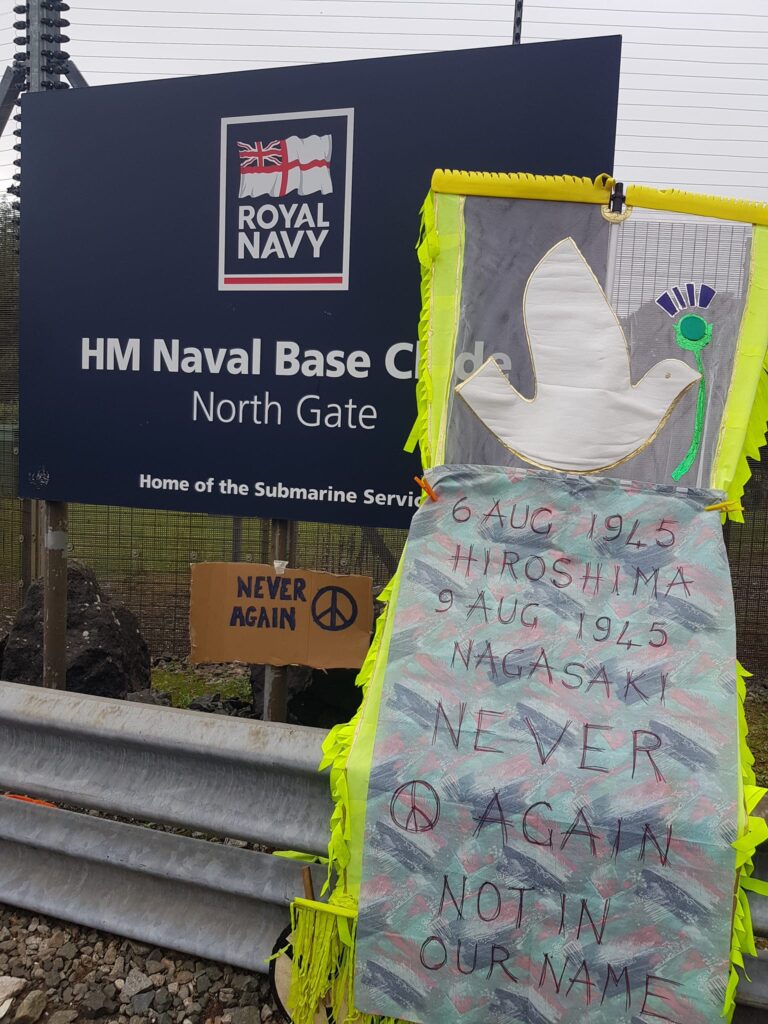 ROYAL
NAVY
HM Naval Base Clyde
North Gate
Home of the Submarine Servic
NEVER
AGAIN
6 AUG 1945
HIROSHIMA
9 AUG 1945
NAGASAKI
NEVER
AGAIN
NOT IN
OUR NAME